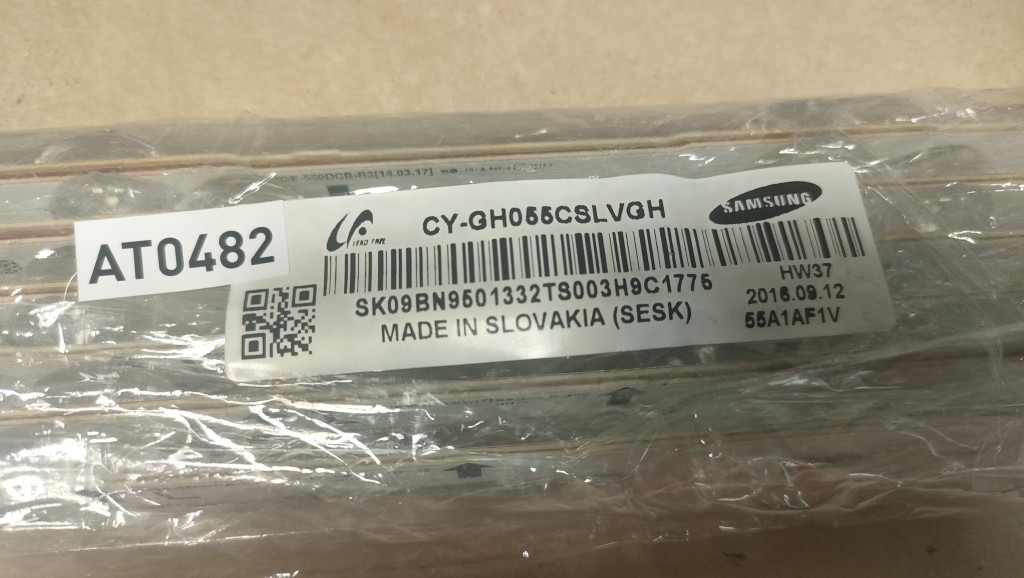 AT0482
LEAD FREE
CY-GH055CSLVGH
SAMSUNG
SK09BN9501332TS003H9C1775
MADE IN SLOVAKIA (SESK)
HW37
2016.09.12
55A1AF1V